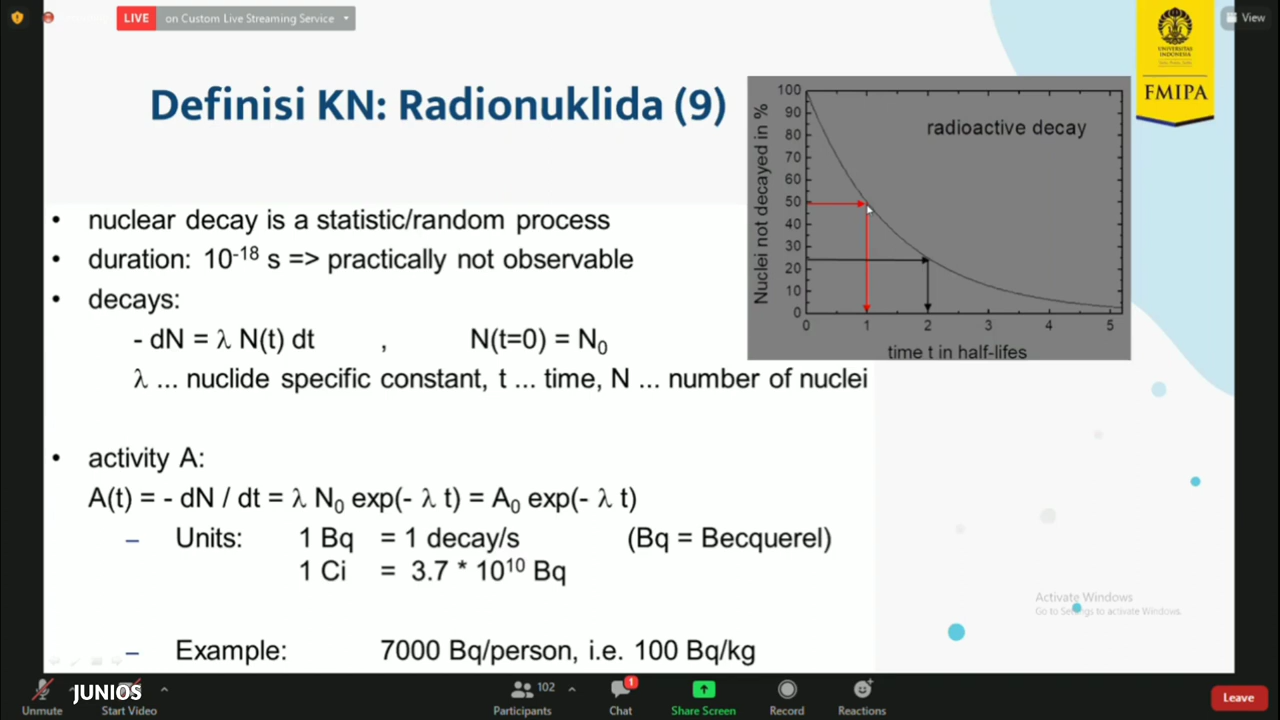 LIVE on Custom Live Streaming Service
View
UNIVERSITAS
INDONESIA
FMIPA
Definisi KN: Radionuklida (9)
radioactive decay
Nuclei not decayed in %
100
90
80
70
60
50
40
30
20
10
0
0 1 2 3 4 5
time t in half-lifes
• nuclear decay is a statistic/random process
• duration: 10⁻¹⁸ s => practically not observable
• decays:
- dN = λ N(t) dt , N(t=0) = N₀
λ ... nuclide specific constant, t ... time, N ... number of nuclei
• activity A:
A(t) = - dN / dt = λ N₀ exp(- λ t) = A₀ exp(- λ t)
– Units: 1 Bq = 1 decay/s (Bq = Becquerel)
1 Ci = 3.7 * 10¹⁰ Bq
– Example: 7000 Bq/person, i.e. 100 Bq/kg
Activate Windows
Go to Settings to activate Windows.
JUNIOS
102
1
Unmute Start Video Participants Chat Share Screen Record Reactions Leave